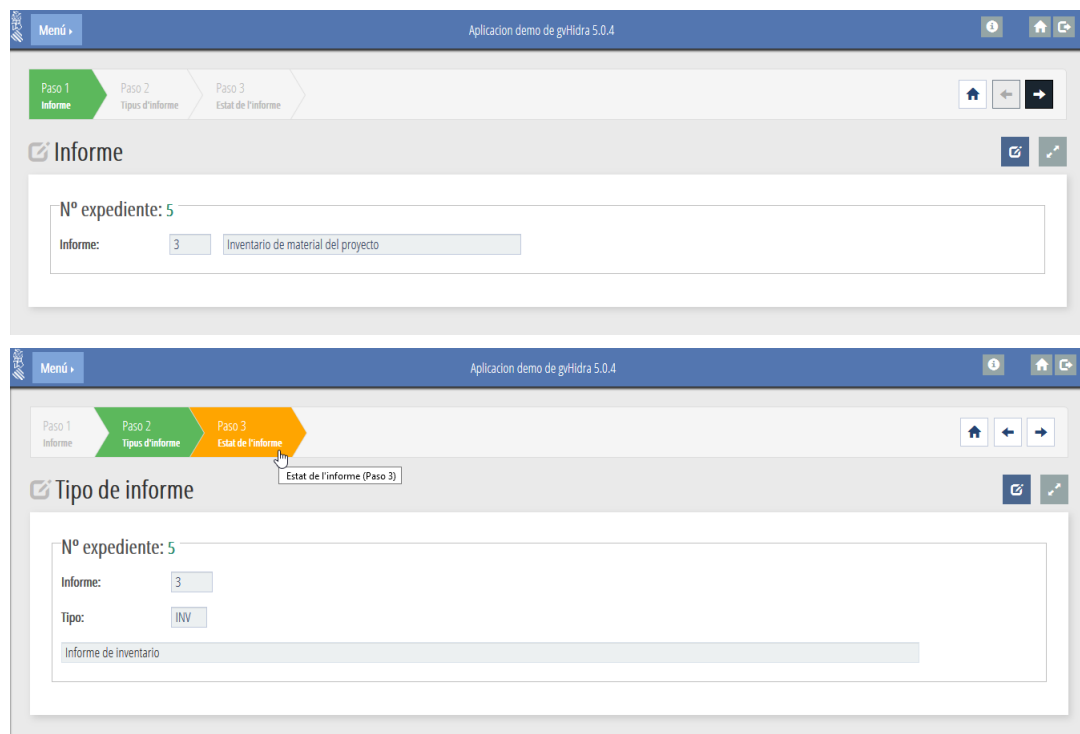 Menú ›
Aplicacion demo de gvHidra 5.0.4
Paso 1
Informe
Paso 2
Tipus d'informe
Paso 3
Estat de l'informe
Informe
Nº expediente: 5
Informe: 3 Inventario de material del proyecto
Menú ›
Aplicacion demo de gvHidra 5.0.4
Paso 1
Informe
Paso 2
Tipus d'informe
Paso 3
Estat de l'informe
Estat de l'informe (Paso 3)
Tipo de informe
Nº expediente: 5
Informe: 3
Tipo: INV
Informe de inventario